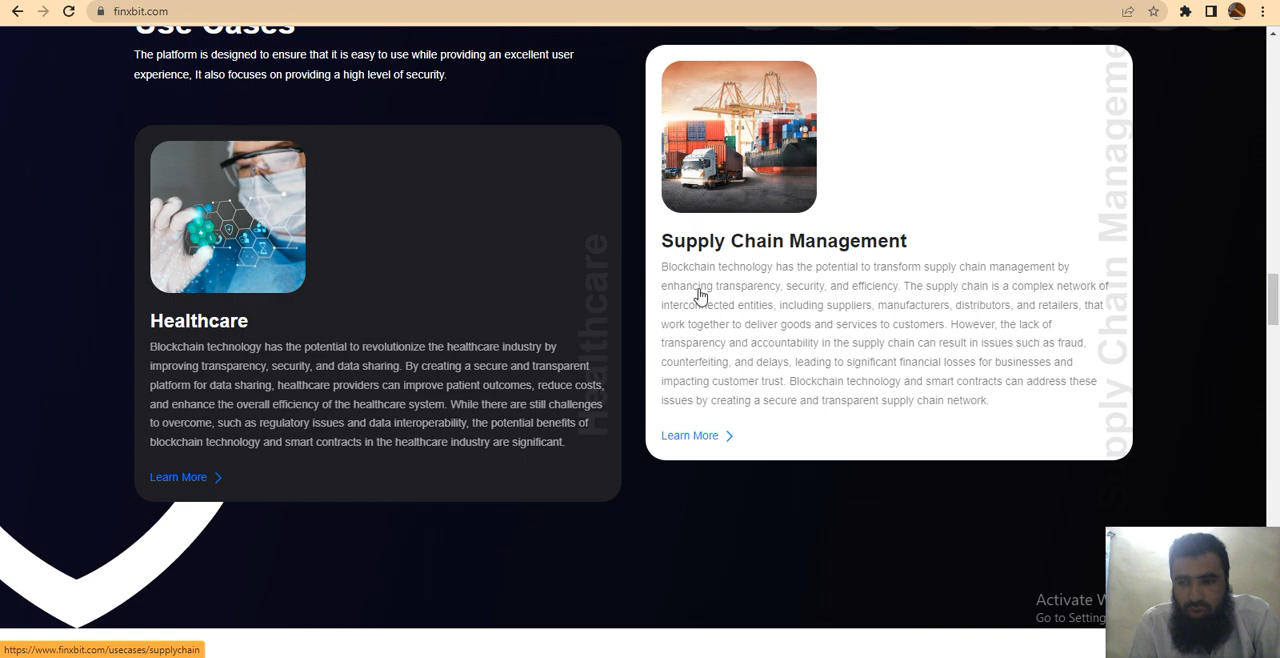 finxbit.com
Use Cases
The platform is designed to ensure that it is easy to use while providing an excellent user
experience, It also focuses on providing a high level of security.
Healthcare
Healthcare
Blockchain technology has the potential to revolutionize the healthcare industry by
improving transparency, security, and data sharing. By creating a secure and transparent
platform for data sharing, healthcare providers can improve patient outcomes, reduce costs,
and enhance the overall efficiency of the healthcare system. While there are still challenges
to overcome, such as regulatory issues and data interoperability, the potential benefits of
blockchain technology and smart contracts in the healthcare industry are significant.
Learn More
Supply Chain Management
Supply Chain Manageme
Blockchain technology has the potential to transform supply chain management by
enhancing transparency, security, and efficiency. The supply chain is a complex network of
interconnected entities, including suppliers, manufacturers, distributors, and retailers, that
work together to deliver goods and services to customers. However, the lack of
transparency and accountability in the supply chain can result in issues such as fraud,
counterfeiting, and delays, leading to significant financial losses for businesses and
impacting customer trust. Blockchain technology and smart contracts can address these
issues by creating a secure and transparent supply chain network.
Learn More
Activate W
Go to Setting
https://www.finxbit.com/usecases/supplychain